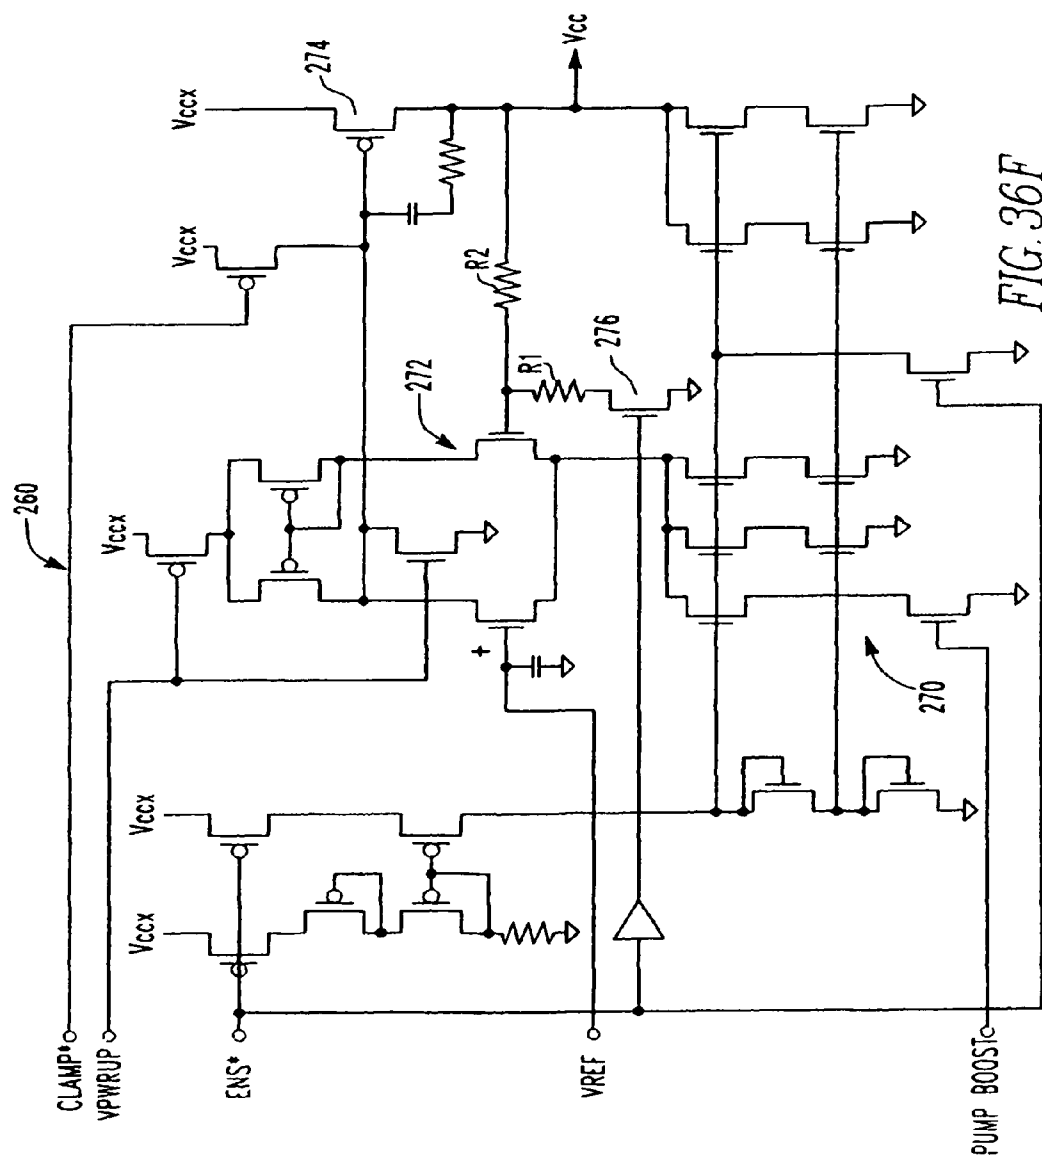 260
CLAMP*
VPWRUP
ENS*
VREF
PUMP BOOST
Vccx
Vccx
Vccx
Vccx
Vccx
274
272
R2
R1
276
+
Vcc
270
FIG. 36F